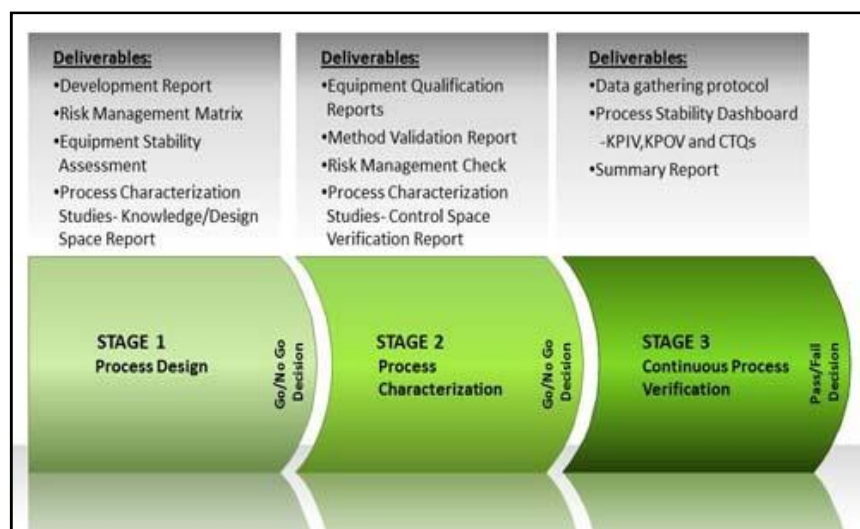 Deliverables:
•Development Report
•Risk Management Matrix
•Equipment Stability
Assessment
•Process Characterization
Studies- Knowledge/Design
Space Report
Deliverables:
•Equipment Qualification
Reports
•Method Validation Report
•Risk Management Check
•Process Characterization
Studies- Control Space
Verification Report
Deliverables:
•Data gathering protocol
•Process Stability Dashboard
-KPIV,KPOV and CTQs
•Summary Report
STAGE 1
Process Design
Go/No Go
Decision
STAGE 2
Process
Characterization
Go/No Go
Decision
STAGE 3
Continuous Process
Verification
Pass/Fail
Decision